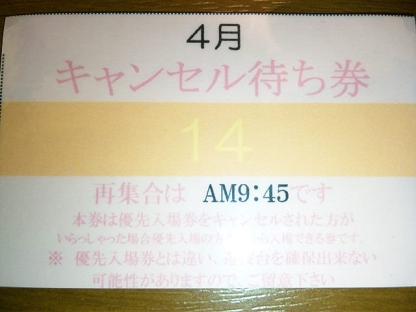 4月
キャンセル待ち券
14
再集合は AM9:45です
本券は優先入場券をキャンセルされた方が
いらっしゃった場合優先入場の方 から入場できる券です。
※ 優先入場券とは違い、 台を確保出来ない
可能性がありますので、ご留意下さい